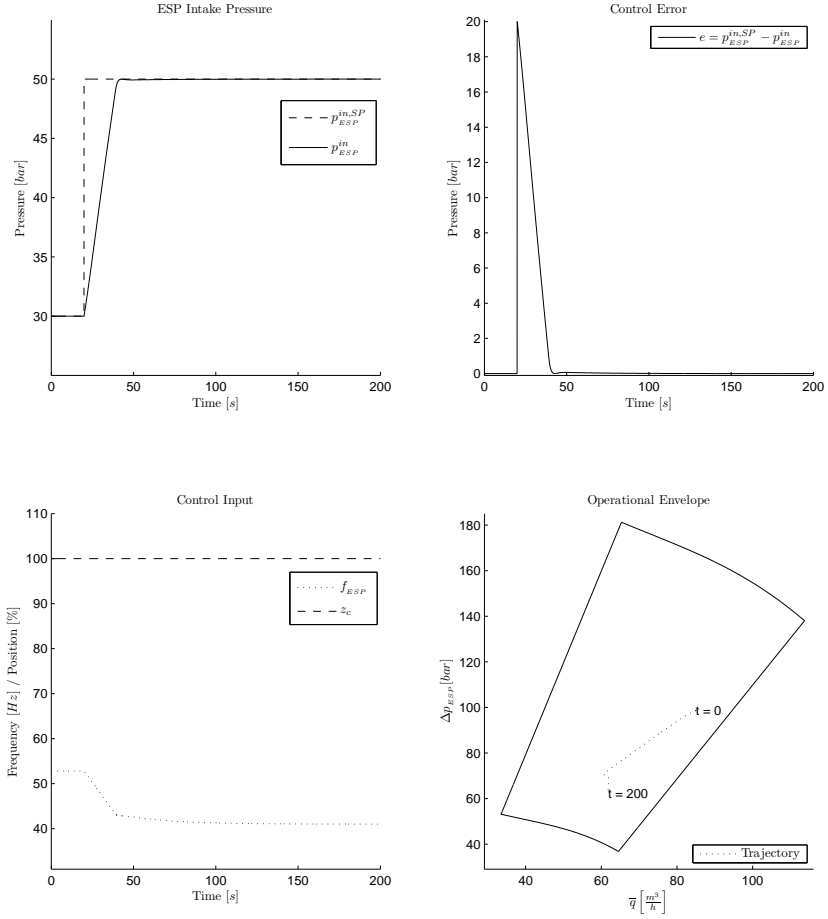 ESP Intake Pressure
Pressure [bar]
50
45
40
35
30
p_{ESP}^{in,SP}
p_{ESP}^{in}
0 50 100 150 200
Time [s]
Control Error
Pressure [bar]
20
18
16
14
12
10
8
6
4
2
0
e = p_{ESP}^{in,SP} − p_{ESP}^{in}
0 50 100 150 200
Time [s]
Control Input
Frequency [Hz] / Position [%]
110
100
90
80
70
60
50
40
f_{ESP}
z_c
0 50 100 150 200
Time [s]
Operational Envelope
Δp_{ESP} [bar]
180
160
140
120
100
80
60
40
t = 0
t = 200
Trajectory
40 60 80 100
q̅ [m³/h]